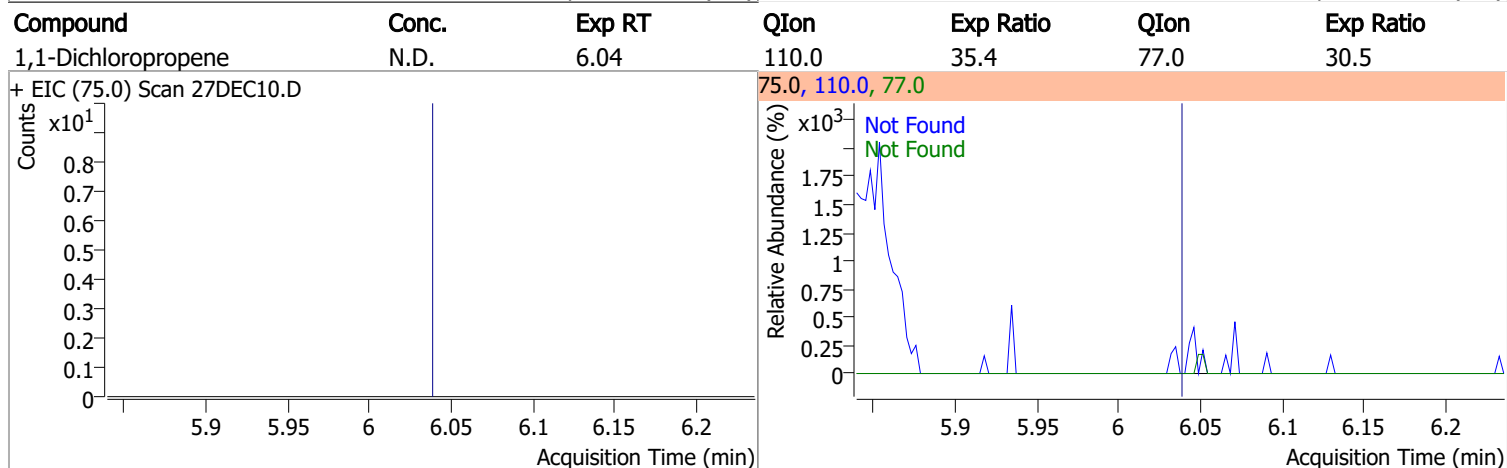 Compound Conc. Exp RT QIon Exp Ratio QIon Exp Ratio
1,1-Dichloropropene N.D. 6.04 110.0 35.4 77.0 30.5
+ EIC (75.0) Scan 27DEC10.D
Counts
x10¹
0.8
0.7
0.6
0.5
0.4
0.3
0.2
0.1
0
5.9 5.95 6 6.05 6.1 6.15 6.2
Acquisition Time (min)
75.0, 110.0, 77.0
Relative Abundance (%)
x10³
Not Found
Not Found
1.75
1.5
1.25
1
0.75
0.5
0.25
0
5.9 5.95 6 6.05 6.1 6.15 6.2
Acquisition Time (min)